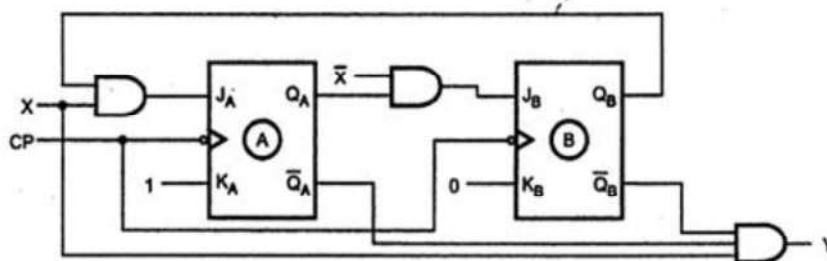 X̄
J_A Q_A J_B Q_B
X
CP
A B
1 K_A Q̄_A 0 K_B Q̄_B
Y